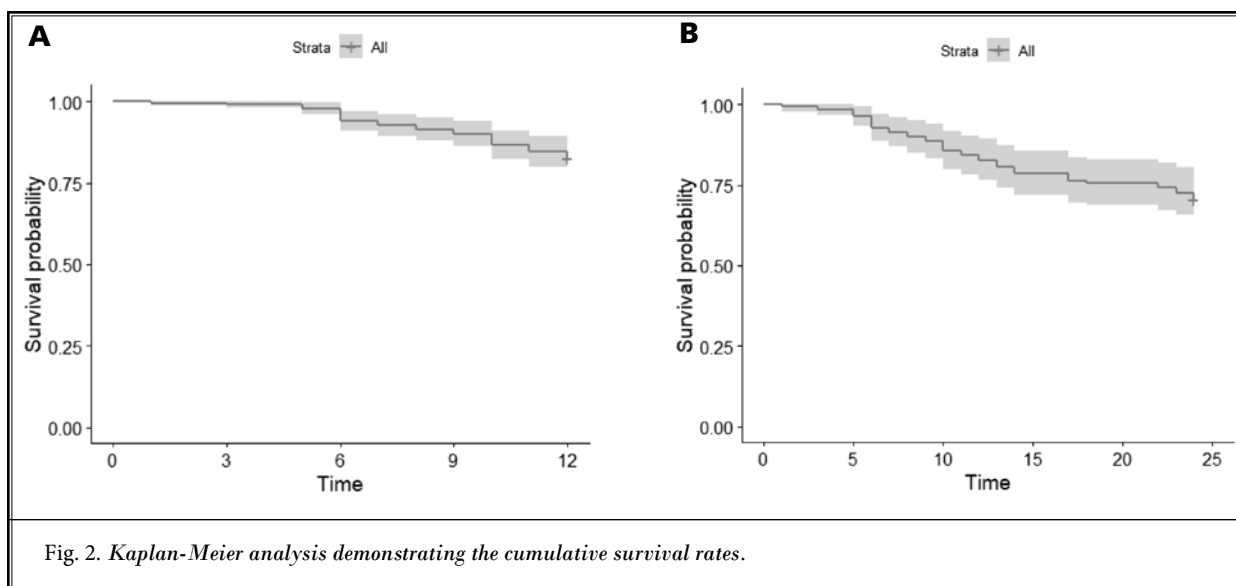 A
Strata All
Survival probability
1.00
0.75
0.50
0.25
0.00
0 3 6 9 12
Time
B
Strata All
Survival probability
1.00
0.75
0.50
0.25
0.00
0 5 10 15 20 25
Time
Fig. 2. Kaplan-Meier analysis demonstrating the cumulative survival rates.